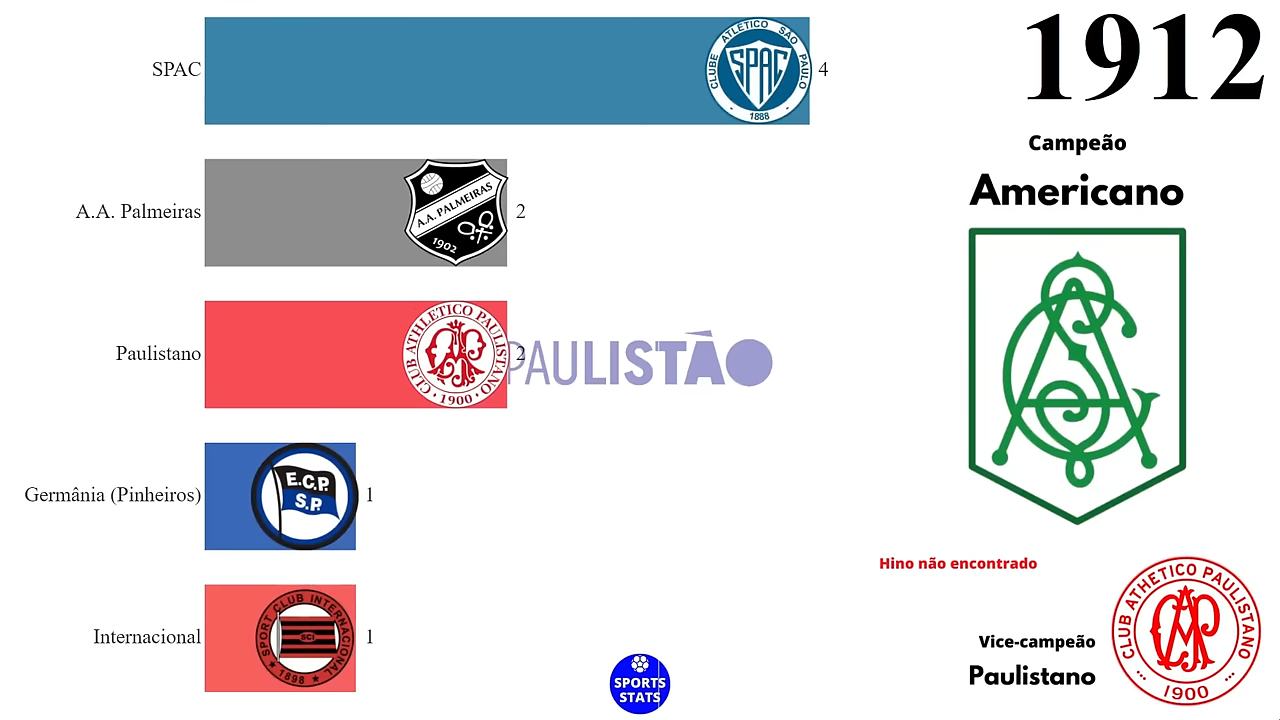 SPAC
CLUBE ATLÉTICO SÃO PAULO
SPAC
1888
4
1912
Campeão
Americano
A.A. Palmeiras
A.A. PALMEIRAS
1902
2
Paulistano
CLUB ATHLETICO PAULISTANO
1900
2
PAULISTÃO
Germânia (Pinheiros)
E.C.P.
S.P.
1
Hino não encontrado
Internacional
SPORT CLUB INTERNACIONAL
SCI
1898
1
SPORTS
STATS
Vice-campeão
Paulistano
CLUB ATHETICO PAULISTANO
1900